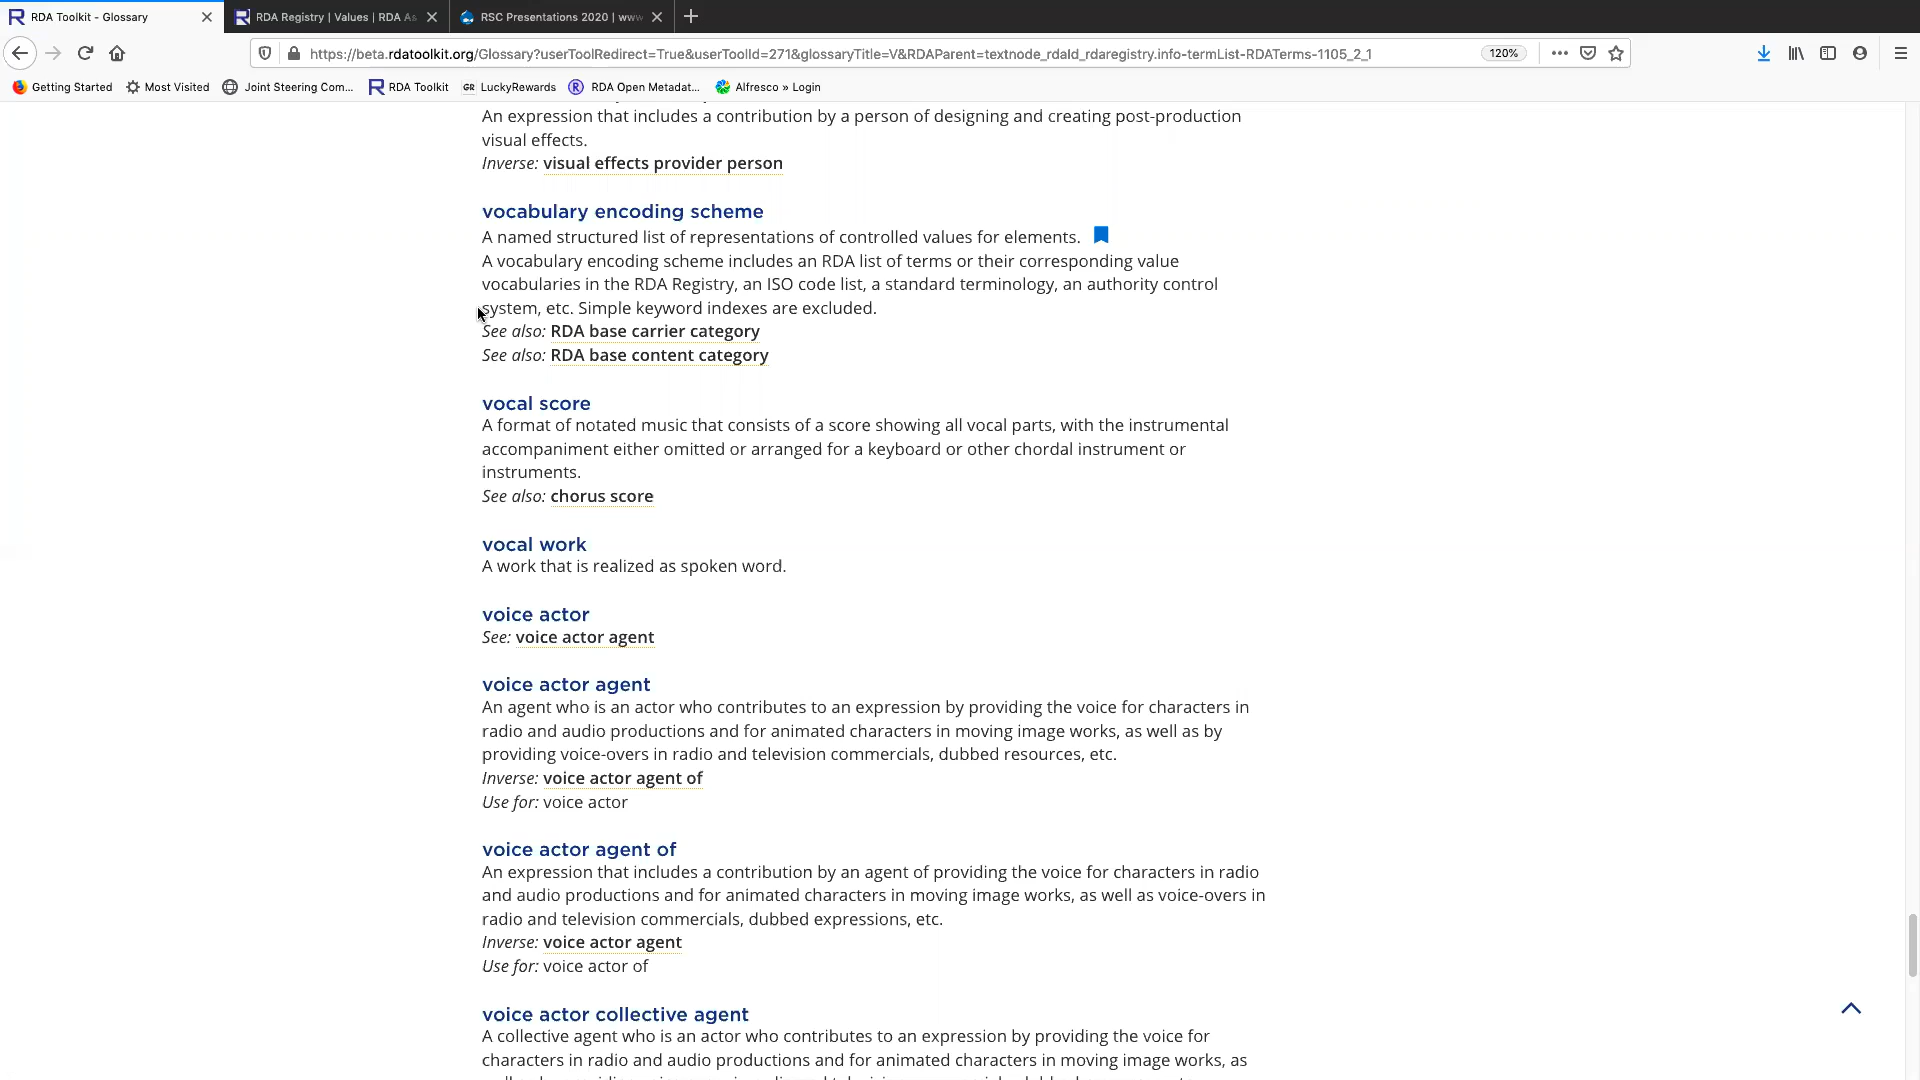 RDA Toolkit - Glossary
RDA Registry | Values | RDA As
RSC Presentations 2020 | www
https://beta.rdatoolkit.org/Glossary?userToolRedirect=True&userToolId=271&glossaryTitle=V&RDAParent=textnode_rdaId_rdaregistry.info-termList-RDATerms-1105_2_1
120%
Getting Started
Most Visited
Joint Steering Com...
RDA Toolkit
GR LuckyRewards
RDA Open Metadat...
Alfresco » Login
An expression that includes a contribution by a person of designing and creating post-production
visual effects.
Inverse: visual effects provider person
vocabulary encoding scheme
A named structured list of representations of controlled values for elements.
A vocabulary encoding scheme includes an RDA list of terms or their corresponding value
vocabularies in the RDA Registry, an ISO code list, a standard terminology, an authority control
system, etc. Simple keyword indexes are excluded.
See also: RDA base carrier category
See also: RDA base content category
vocal score
A format of notated music that consists of a score showing all vocal parts, with the instrumental
accompaniment either omitted or arranged for a keyboard or other chordal instrument or
instruments.
See also: chorus score
vocal work
A work that is realized as spoken word.
voice actor
See: voice actor agent
voice actor agent
An agent who is an actor who contributes to an expression by providing the voice for characters in
radio and audio productions and for animated characters in moving image works, as well as by
providing voice-overs in radio and television commercials, dubbed resources, etc.
Inverse: voice actor agent of
Use for: voice actor
voice actor agent of
An expression that includes a contribution by an agent of providing the voice for characters in radio
and audio productions and for animated characters in moving image works, as well as voice-overs in
radio and television commercials, dubbed expressions, etc.
Inverse: voice actor agent
Use for: voice actor of
voice actor collective agent
A collective agent who is an actor who contributes to an expression by providing the voice for
characters in radio and audio productions and for animated characters in moving image works, as